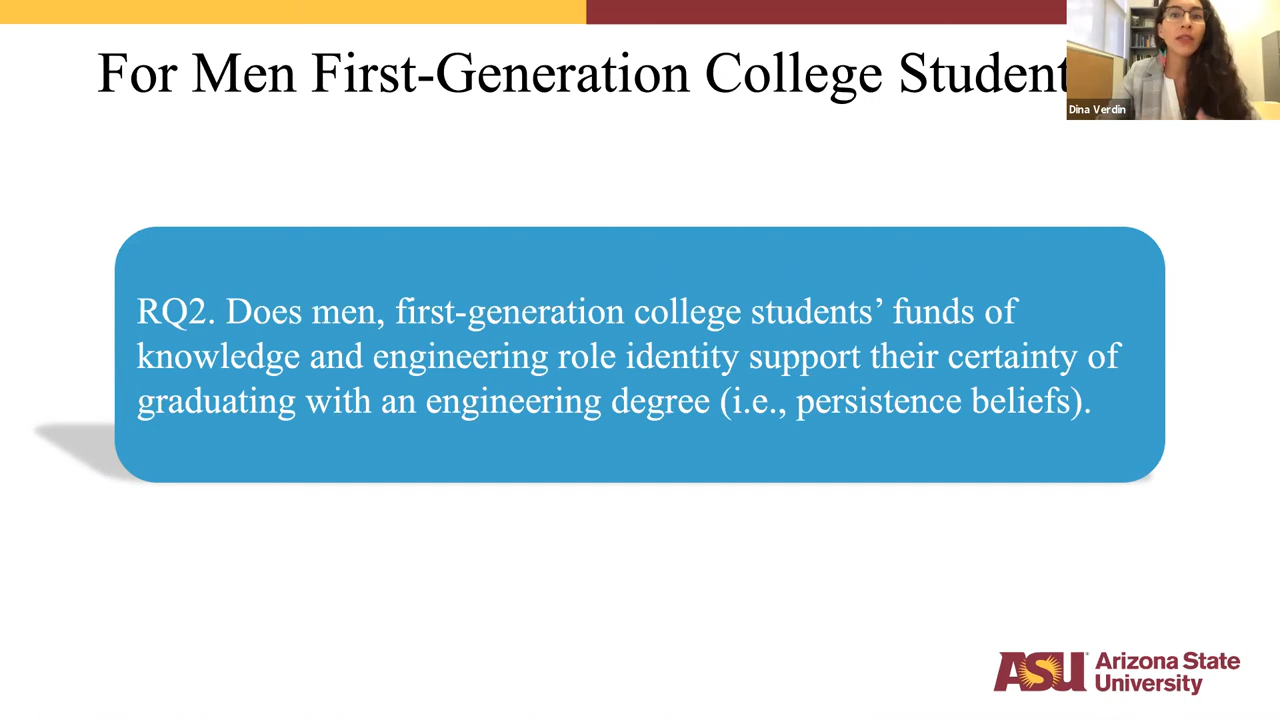 For Men First-Generation College Student
Dina Verdin
RQ2. Does men, first-generation college students’ funds of
knowledge and engineering role identity support their certainty of
graduating with an engineering degree (i.e., persistence beliefs).
ASU Arizona State
University